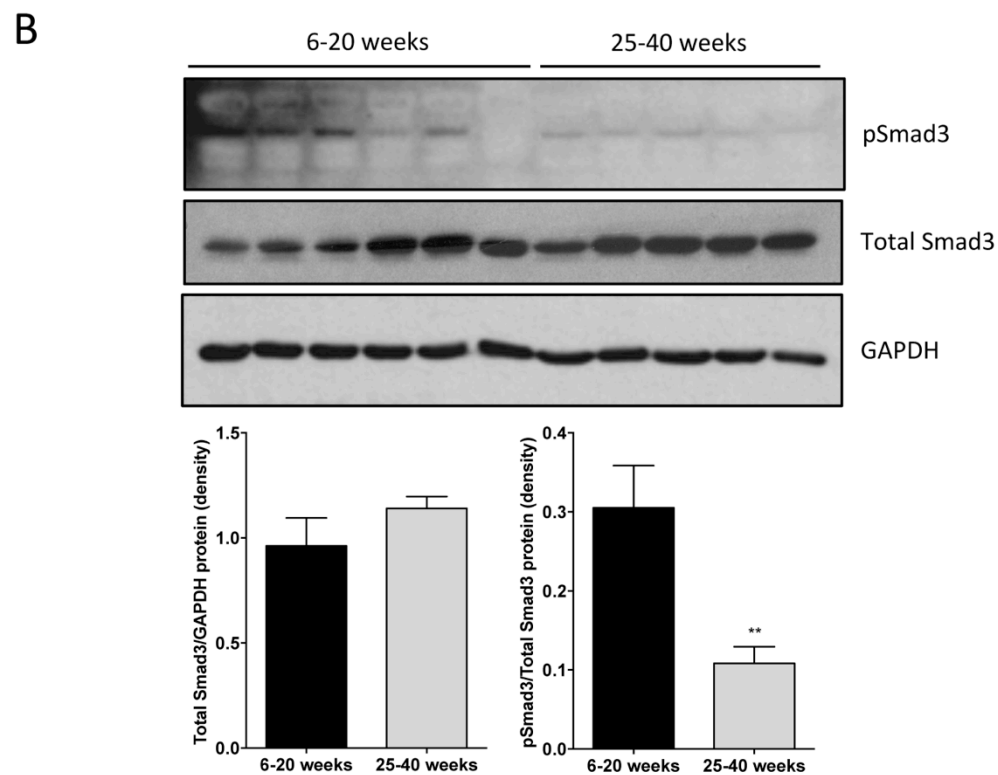 B
6-20 weeks 25-40 weeks
pSmad3
Total Smad3
GAPDH
Total Smad3/GAPDH protein (density)
1.5
1.0
0.5
0.0
6-20 weeks 25-40 weeks
pSmad3/Total Smad3 protein (density)
0.4
0.3
0.2
0.1
0.0
**
6-20 weeks 25-40 weeks